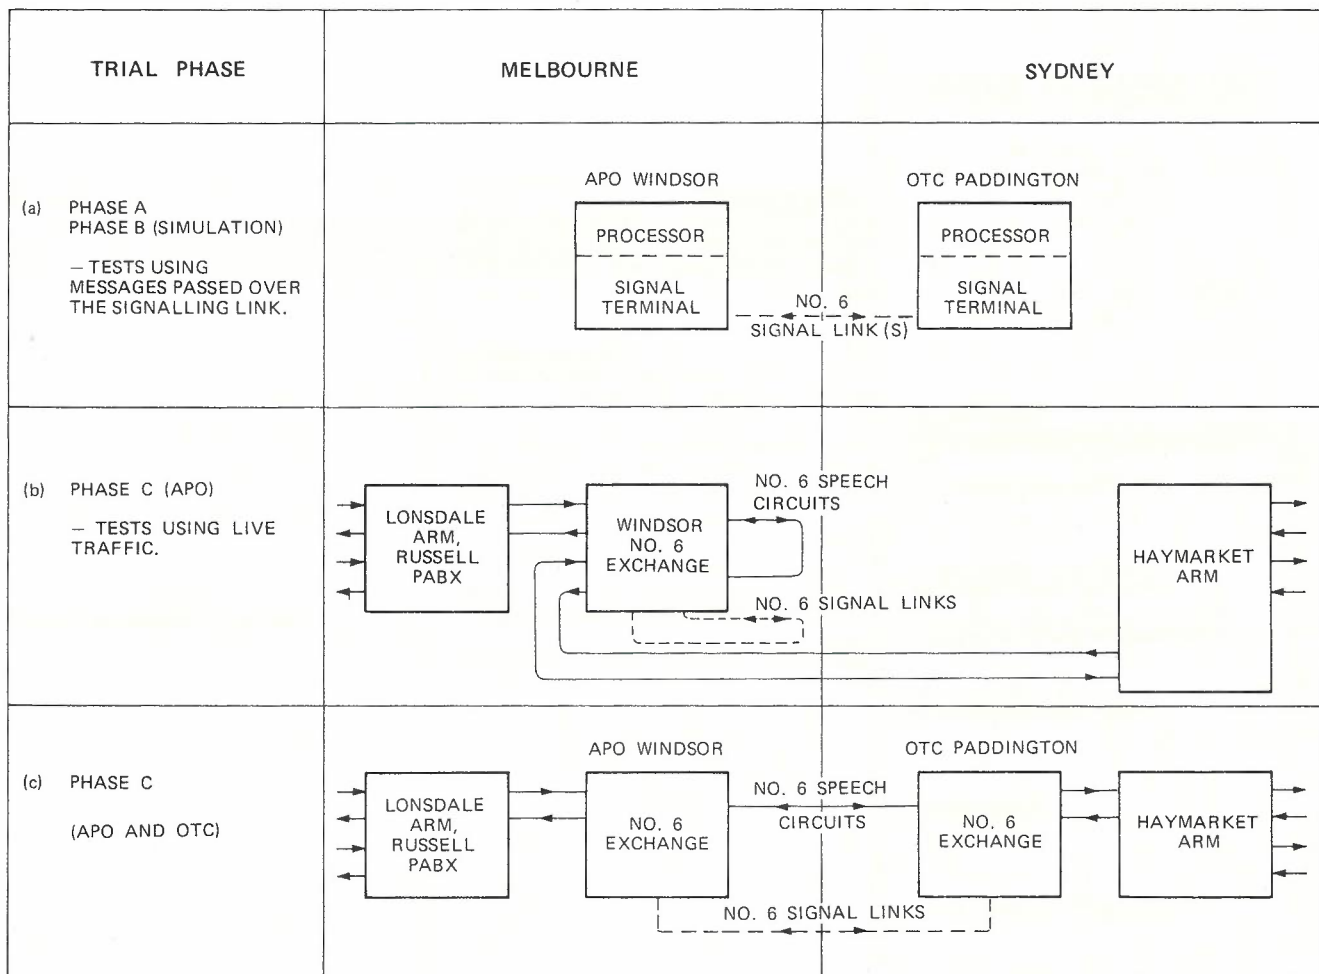 TRIAL PHASE
MELBOURNE
SYDNEY
(a) PHASE A
PHASE B (SIMULATION)
– TESTS USING
MESSAGES PASSED OVER
THE SIGNALLING LINK.
APO WINDSOR
PROCESSOR
SIGNAL
TERMINAL
NO. 6
SIGNAL LINK(S)
OTC PADDINGTON
PROCESSOR
SIGNAL
TERMINAL
(b) PHASE C (APO)
– TESTS USING LIVE
TRAFFIC.
LONSDALE
ARM,
RUSSELL
PABX
WINDSOR
NO. 6
EXCHANGE
NO. 6 SPEECH
CIRCUITS
NO. 6 SIGNAL LINKS
HAYMARKET
ARM
(c) PHASE C
(APO AND OTC)
LONSDALE
ARM,
RUSSELL
PABX
APO WINDSOR
NO. 6
EXCHANGE
NO. 6 SPEECH
CIRCUITS
NO. 6 SIGNAL LINKS
OTC PADDINGTON
NO. 6
EXCHANGE
HAYMARKET
ARM